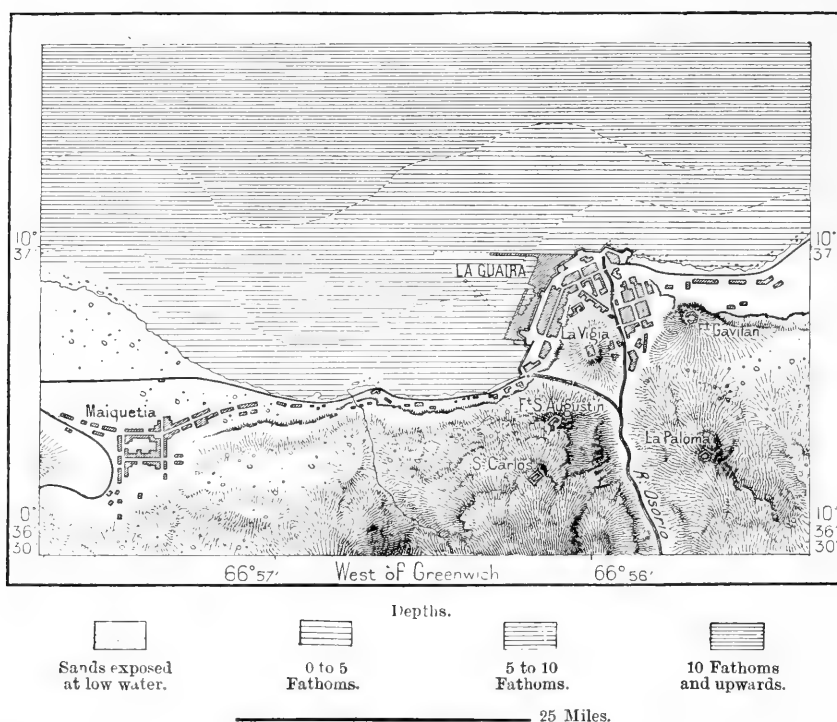 10°
37'
10°
37'
LA GUAIRA
La Vigia
Ft Gavilan
Maiquetia
Ft S. Augustin
La Paloma
S. Carlos
R. Osorio
0°
36'
30"
10°
36'
30"
66°57'
West of Greenwich
66°56'
Depths.
Sands exposed
at low water.
0 to 5
Fathoms.
5 to 10
Fathoms.
10 Fathoms
and upwards.
25 Miles.